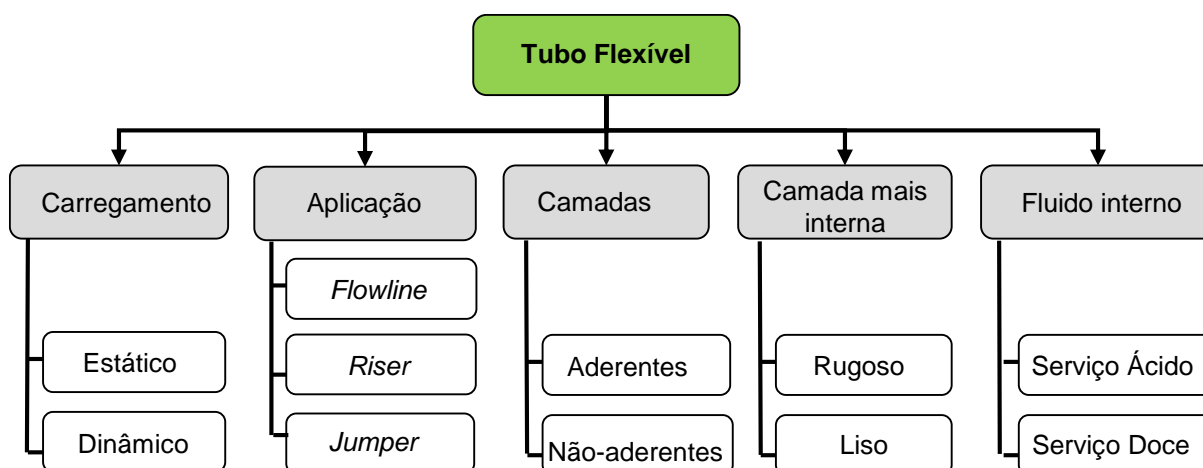 Tubo Flexível
Carregamento
Aplicação
Camadas
Camada mais
interna
Fluido interno
Flowline
Estático
Riser
Aderentes
Rugoso
Serviço Ácido
Dinâmico
Jumper
Não-aderentes
Liso
Serviço Doce